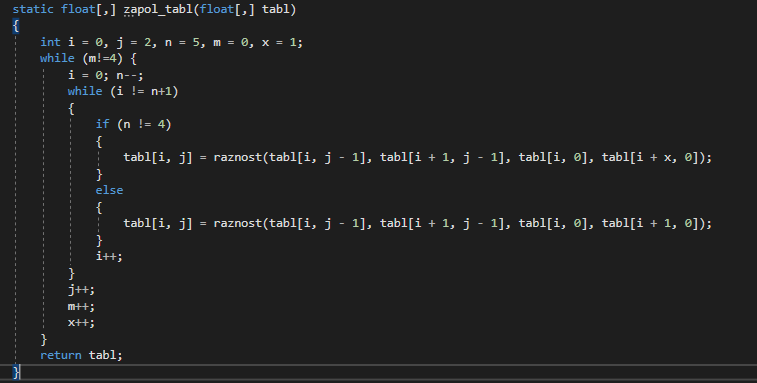 static float[,] zapol_tabl(float[,] tabl)
{
int i = 0, j = 2, n = 5, m = 0, x = 1;
while (m!=4) {
i = 0; n--;
while (i != n+1)
{
if (n != 4)
{
tabl[i, j] = raznost(tabl[i, j - 1], tabl[i + 1, j - 1], tabl[i, 0], tabl[i + x, 0]);
}
else
{
tabl[i, j] = raznost(tabl[i, j - 1], tabl[i + 1, j - 1], tabl[i, 0], tabl[i + 1, 0]);
}
i++;
}
j++;
m++;
x++;
}
return tabl;
}